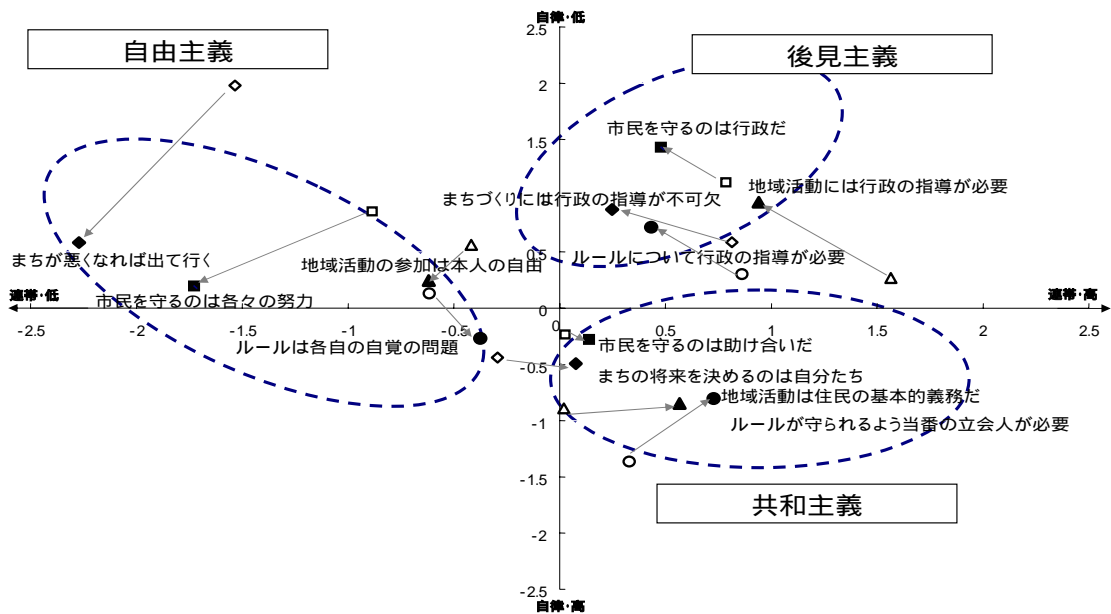 自律・低
2.5
自由主義
後見主義
2
市民を守るのは行政だ
1.5
まちづくりには行政の指導が不可欠
地域活動には行政の指導が必要
1
まちが悪くなれば出て行く
地域活動の参加は本人の自由
0.5
ルールについて行政の指導が必要
市民を守るのは各々の努力
連帯・低
連帯・高
-2.5
-2
-1.5
-1
-0.5
0
0.5
1
1.5
2
2.5
ルールは各自の自覚の問題
市民を守るのは助け合いだ
-0.5
まちの将来を決めるのは自分たち
地域活動は住民の基本的義務だ
-1
ルールが守られるよう当番の立会人が必要
-1.5
共和主義
-2
-2.5
自律・高